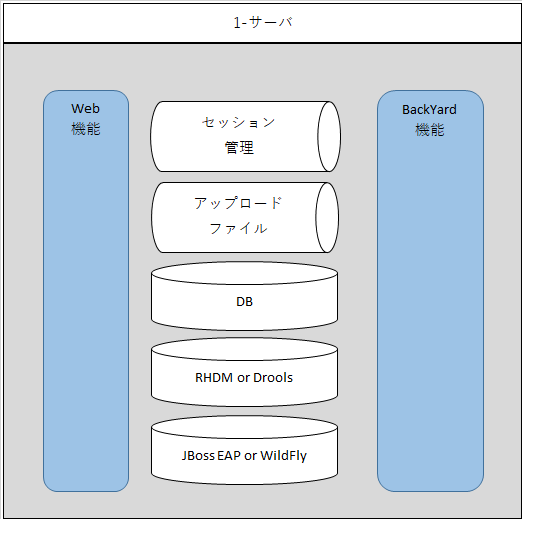 1-サーバ
Web
機能
セッション
管理
アップロード
ファイル
DB
RHDM or Drools
JBoss EAP or WildFly
BackYard
機能